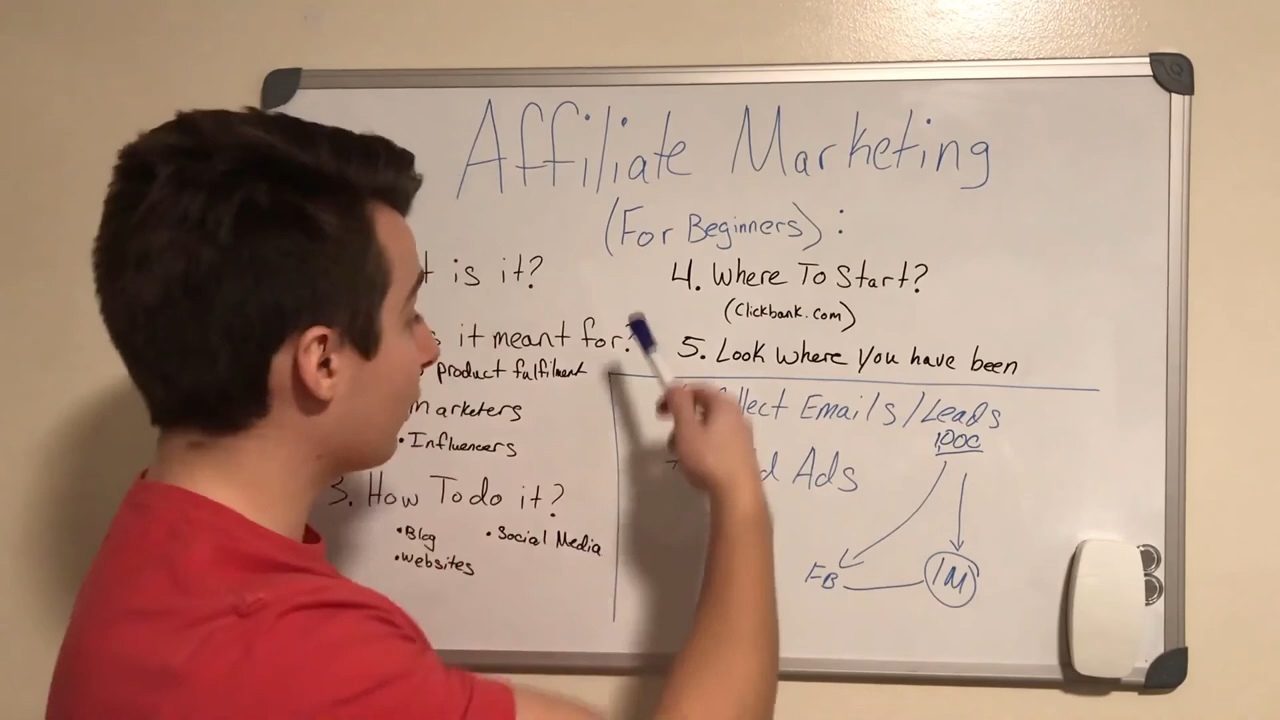 Affiliate Marketing
(For Beginners):
is it?
it meant for?
product fulfilment
marketers
• Influencers
3. How To do it?
• Blog • Social Media
• websites
4. Where To Start?
(Clickbank.com)
5. Look where you have been
Emails/Leads
Ads
FB
1M